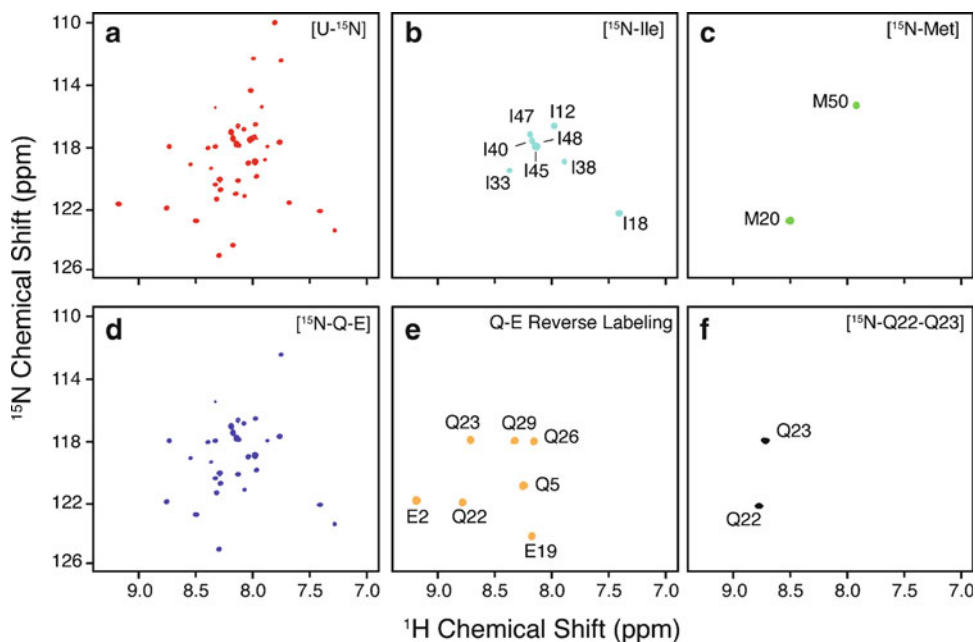 a [U-¹⁵N]
b [¹⁵N-Ile]
c [¹⁵N-Met]
110
114
118
122
126
I47
I12
I48
I40
I45
I38
I33
I18
M50
M20
d [¹⁵N-Q-E]
e Q-E Reverse Labeling
f [¹⁵N-Q22-Q23]
110
114
118
122
126
Q23
Q29
Q26
Q5
E2
Q22
E19
Q23
Q22
9.0 8.5 8.0 7.5 7.0
9.0 8.5 8.0 7.5 7.0
9.0 8.5 8.0 7.5 7.0
¹⁵N Chemical Shift (ppm)
¹H Chemical Shift (ppm)